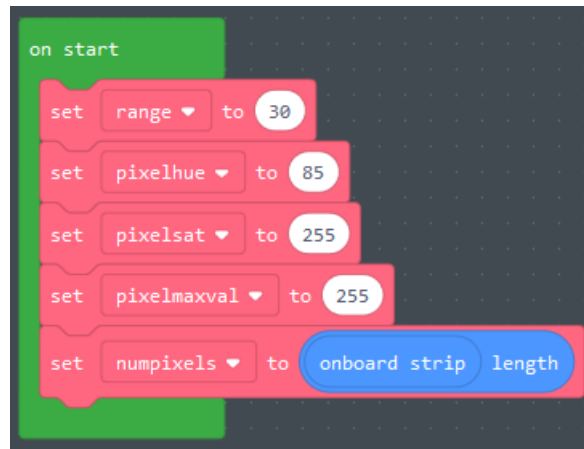 on start
set range to 30
set pixelhue to 85
set pixelsat to 255
set pixelmaxval to 255
set numpixels to onboard strip length